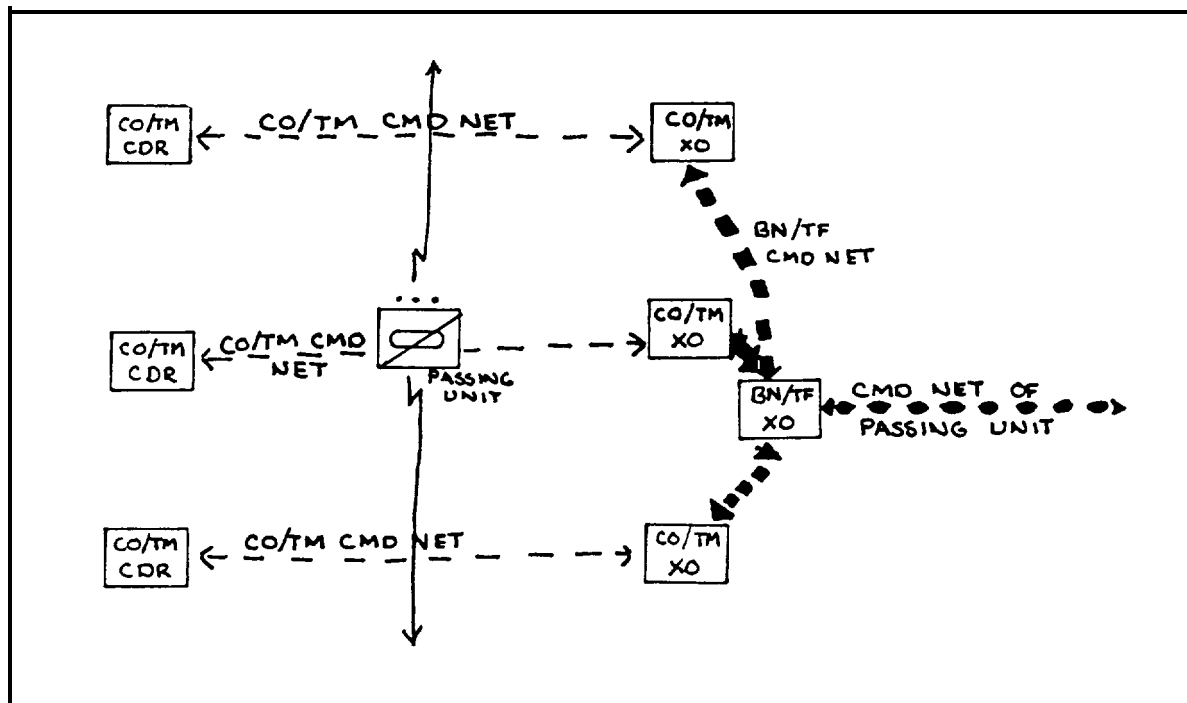 CO/TM
CDR
CO/TM CMD NET
CO/TM
XO
BN/TF
CMD NET
CO/TM
CDR
CO/TM CMD
NET
PASSING
UNIT
CO/TM
XO
BN/TF
XO
CMD NET OF
PASSING UNIT
CO/TM
CDR
CO/TM CMD NET
CO/TM
XO